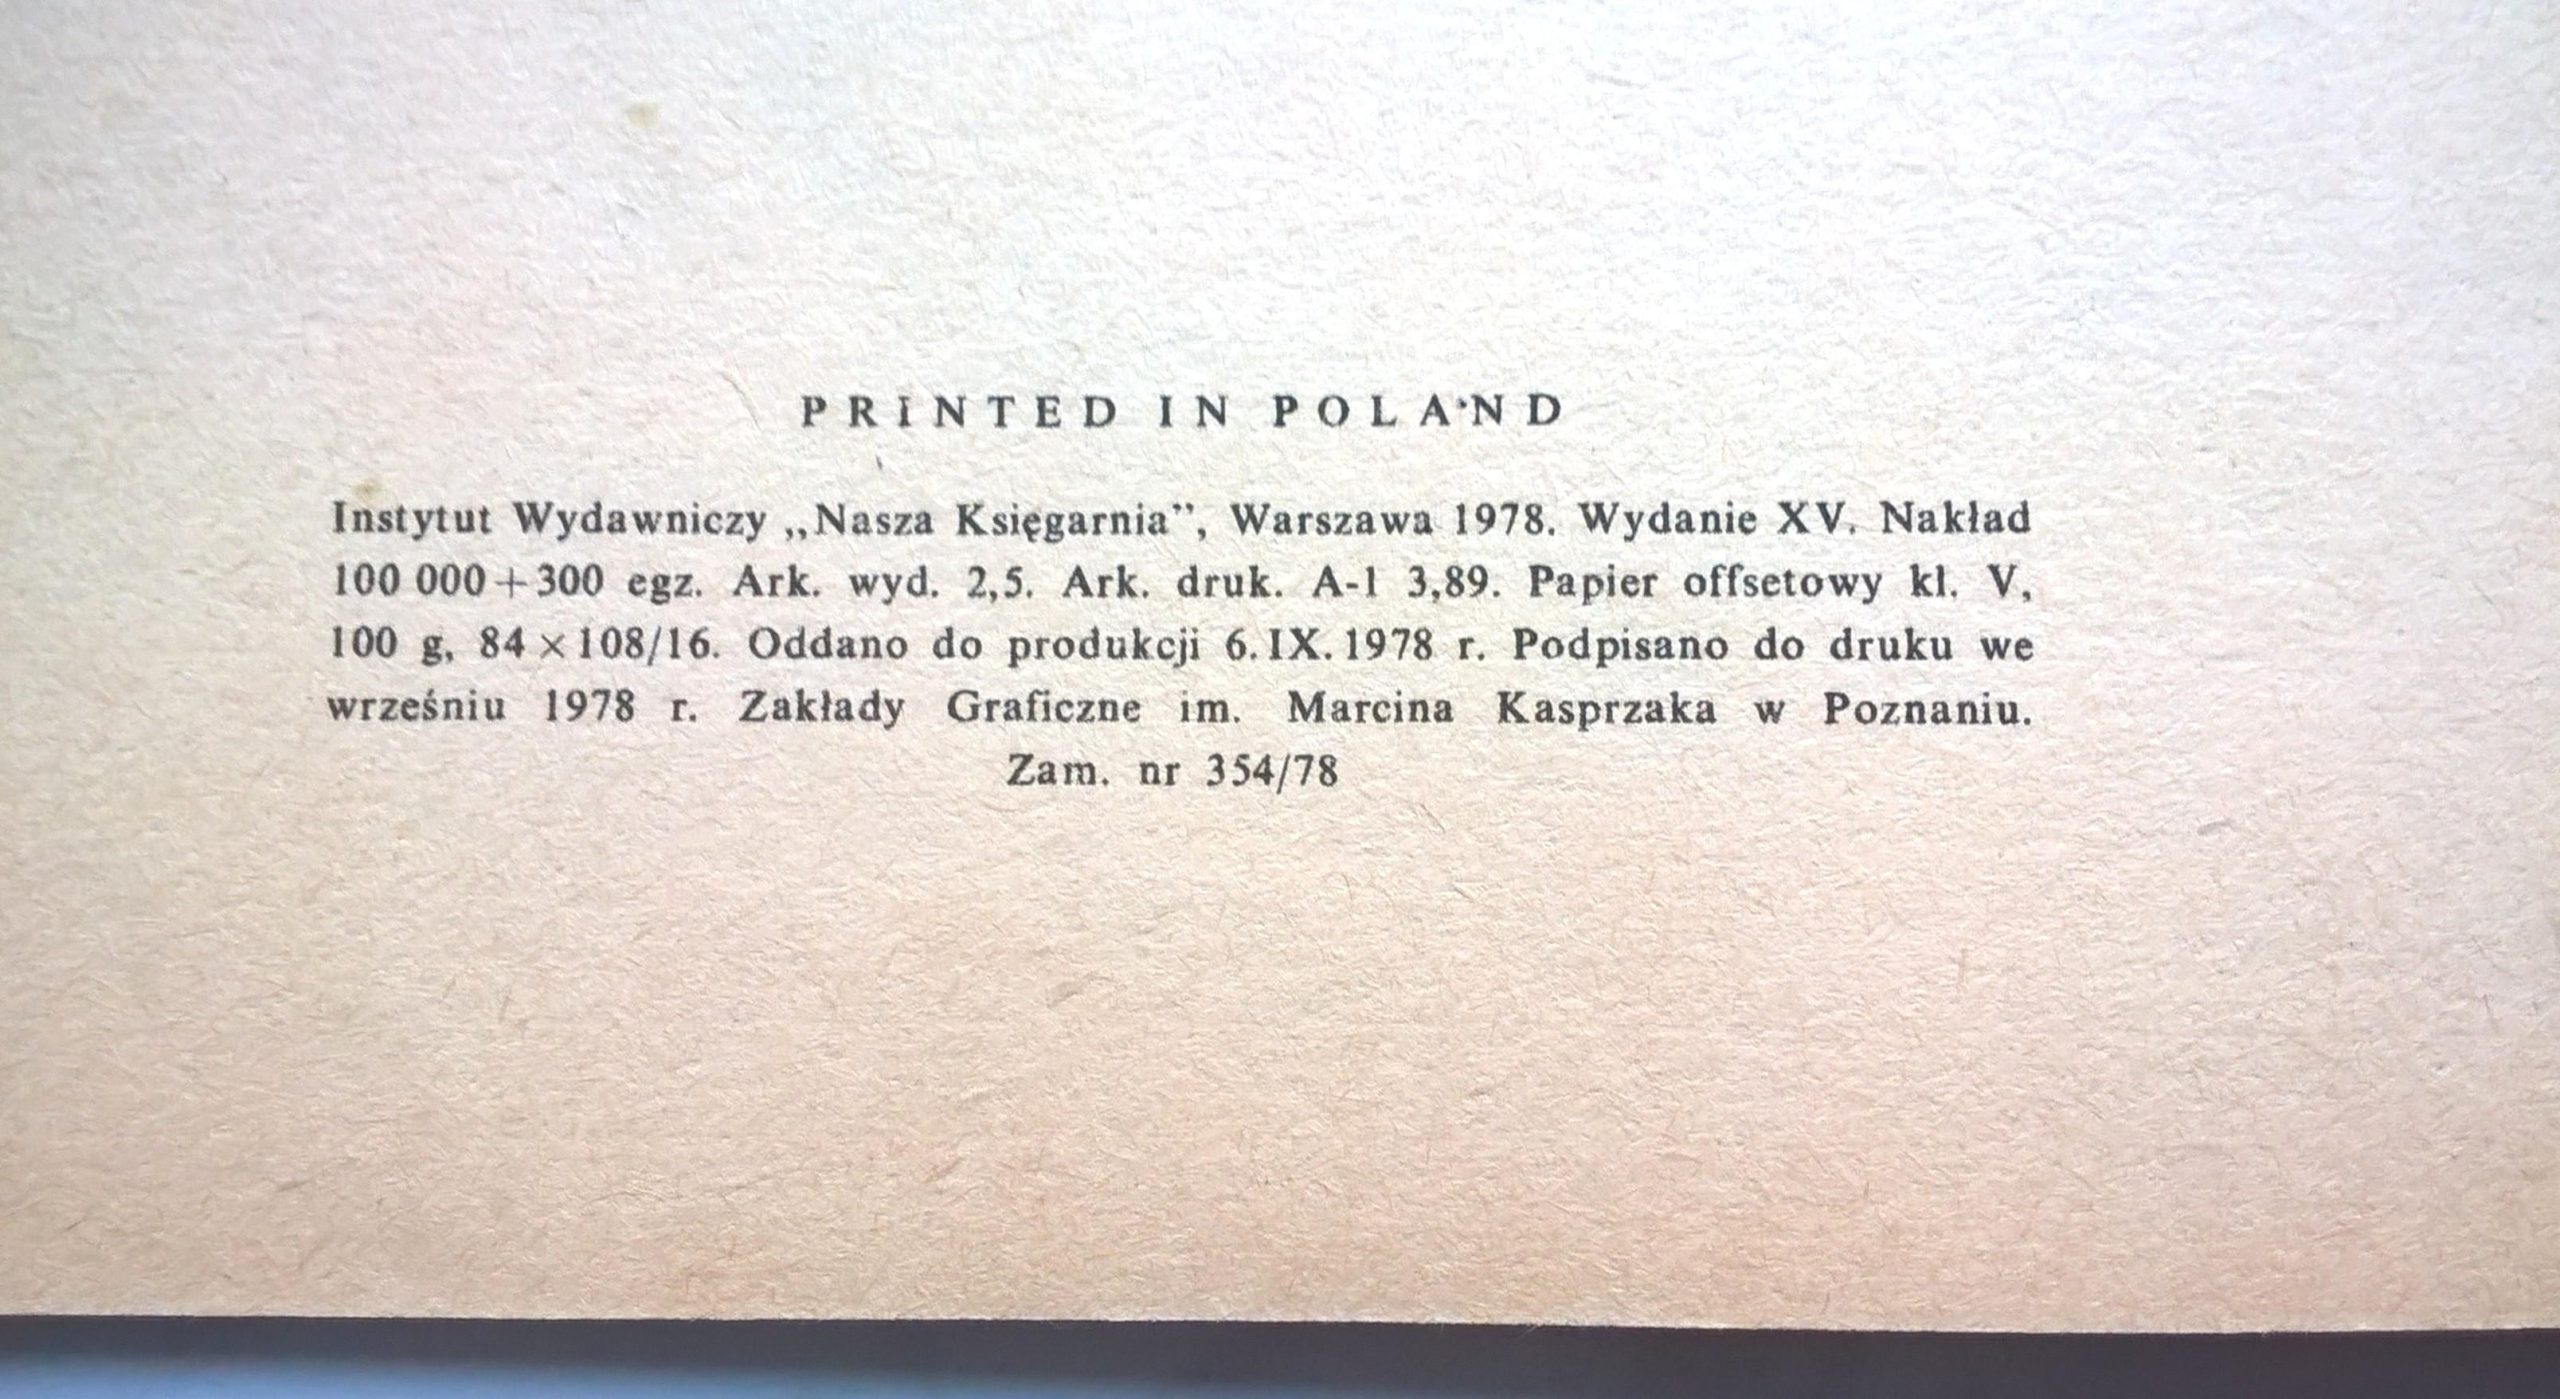 PRINTED IN POLAND
Instytut Wydawniczy „Nasza Księgarnia”, Warszawa 1978. Wydanie XV. Nakład
100 000+300 egz. Ark. wyd. 2,5. Ark. druk. A-1 3,89. Papier offsetowy kl. V,
100 g, 84×108/16. Oddano do produkcji 6.IX.1978 r. Podpisano do druku we
wrześniu 1978 r. Zakłady Graficzne im. Marcina Kasprzaka w Poznaniu.
Zam. nr 354/78